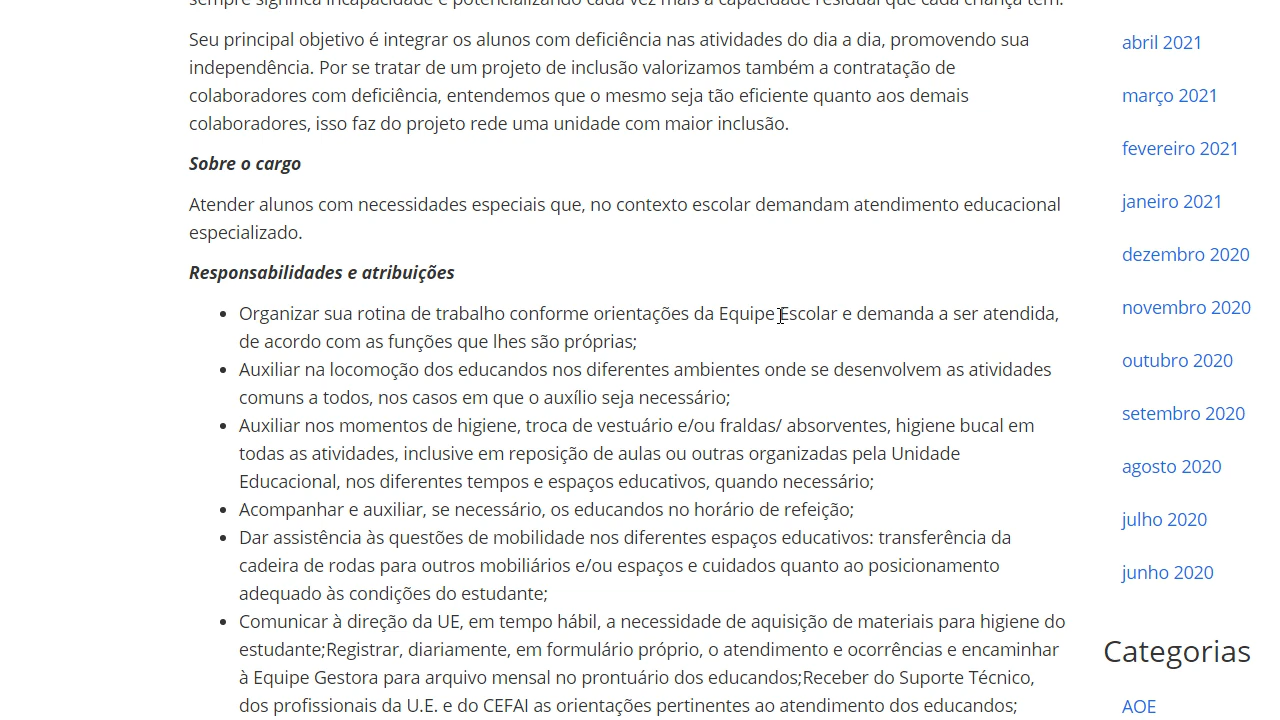 sempre significa incapacidade e potencializando cada vez mais a capacidade residual que cada criança tem.
Seu principal objetivo é integrar os alunos com deficiência nas atividades do dia a dia, promovendo sua
independência. Por se tratar de um projeto de inclusão valorizamos também a contratação de
colaboradores com deficiência, entendemos que o mesmo seja tão eficiente quanto aos demais
colaboradores, isso faz do projeto rede uma unidade com maior inclusão.
Sobre o cargo
Atender alunos com necessidades especiais que, no contexto escolar demandam atendimento educacional
especializado.
Responsabilidades e atribuições
• Organizar sua rotina de trabalho conforme orientações da Equipe Escolar e demanda a ser atendida,
de acordo com as funções que lhes são próprias;
• Auxiliar na locomoção dos educandos nos diferentes ambientes onde se desenvolvem as atividades
comuns a todos, nos casos em que o auxílio seja necessário;
• Auxiliar nos momentos de higiene, troca de vestuário e/ou fraldas/ absorventes, higiene bucal em
todas as atividades, inclusive em reposição de aulas ou outras organizadas pela Unidade
Educacional, nos diferentes tempos e espaços educativos, quando necessário;
• Acompanhar e auxiliar, se necessário, os educandos no horário de refeição;
• Dar assistência às questões de mobilidade nos diferentes espaços educativos: transferência da
cadeira de rodas para outros mobiliários e/ou espaços e cuidados quanto ao posicionamento
adequado às condições do estudante;
• Comunicar à direção da UE, em tempo hábil, a necessidade de aquisição de materiais para higiene do
estudante;Registrar, diariamente, em formulário próprio, o atendimento e ocorrências e encaminhar
à Equipe Gestora para arquivo mensal no prontuário dos educandos;Receber do Suporte Técnico,
dos profissionais da U.E. e do CEFAI as orientações pertinentes ao atendimento dos educandos;
abril 2021
março 2021
fevereiro 2021
janeiro 2021
dezembro 2020
novembro 2020
outubro 2020
setembro 2020
agosto 2020
julho 2020
junho 2020
Categorias
AOE